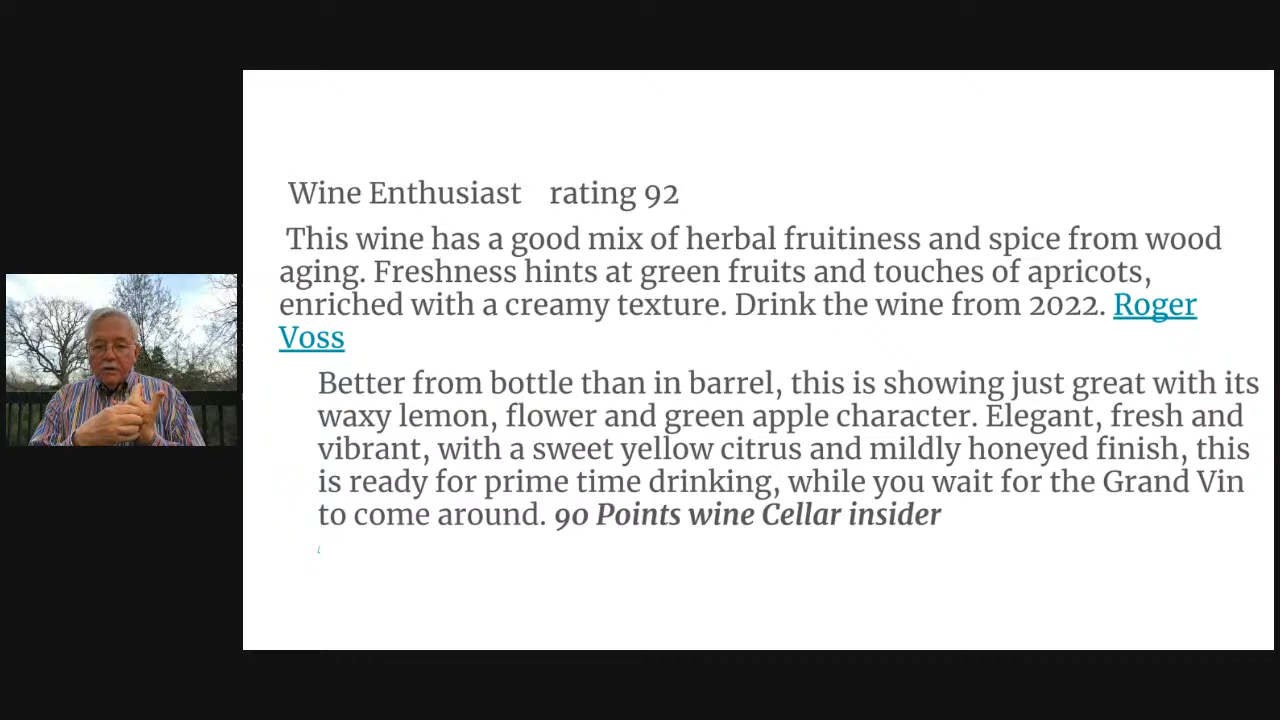 Wine Enthusiast rating 92
This wine has a good mix of herbal fruitiness and spice from wood
aging. Freshness hints at green fruits and touches of apricots,
enriched with a creamy texture. Drink the wine from 2022. Roger
Voss
Better from bottle than in barrel, this is showing just great with its
waxy lemon, flower and green apple character. Elegant, fresh and
vibrant, with a sweet yellow citrus and mildly honeyed finish, this
is ready for prime time drinking, while you wait for the Grand Vin
to come around. 90 Points wine Cellar insider